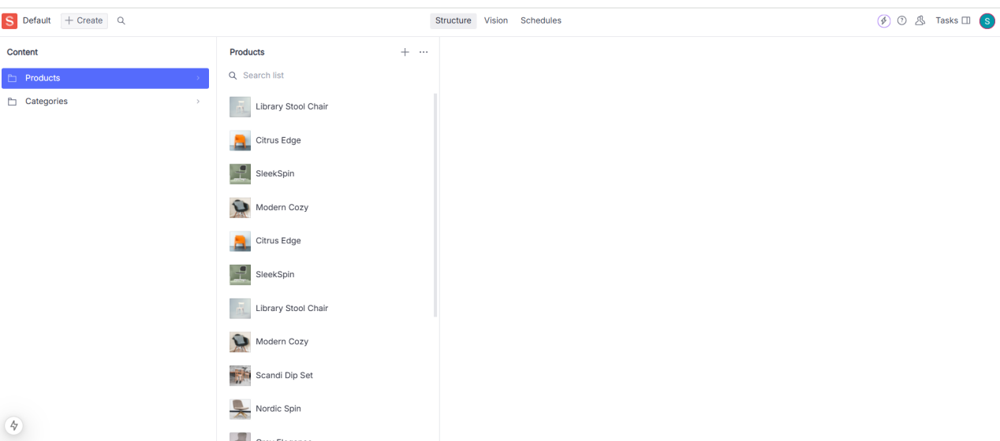 S Default + Create Structure Vision Schedules Tasks S
Content
Products
Categories
Products
Search list
Library Stool Chair
Citrus Edge
SleekSpin
Modern Cozy
Citrus Edge
SleekSpin
Library Stool Chair
Modern Cozy
Scandi Dip Set
Nordic Spin